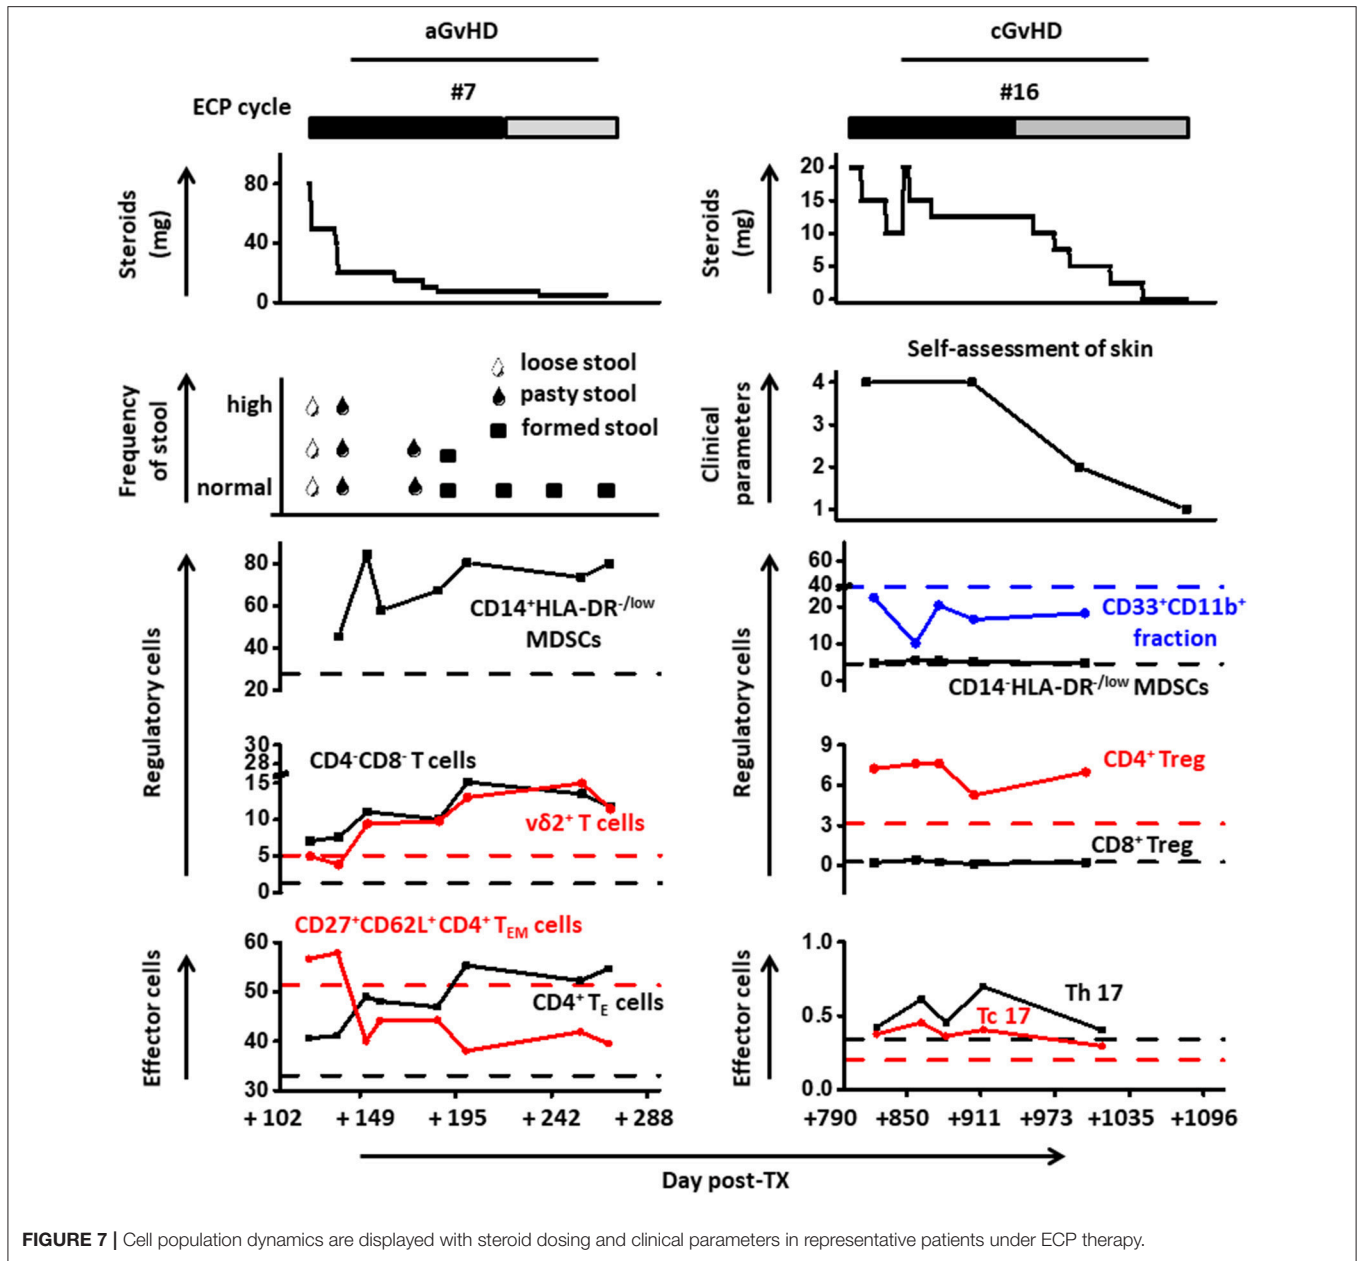 aGvHD
cGvHD
ECP cycle
#7
#16
Steroids
(mg)
80
40
0
Steroids
(mg)
20
15
10
5
0
Frequency
of stool
high
normal
loose stool
pasty stool
formed stool
Self-assessment of skin
Clinical
parameters
4
3
2
1
Regulatory cells
80
60
40
20
CD14⁺HLA-DR⁻/ˡᵒʷ
MDSCs
30
28
15
10
5
0
CD4⁻CD8⁻ T cells
vδ2⁺ T cells
Regulatory cells
60
40
20
10
0
CD33⁺CD11b⁺
fraction
CD14⁻HLA-DR⁻/ˡᵒʷ MDSCs
9
6
3
0
CD4⁺ Treg
CD8⁺ Treg
Effector cells
CD27⁺CD62L⁺ CD4⁺ T_EM cells
60
50
40
30
CD4⁺ T_E cells
+ 102 + 149 + 195 + 242 + 288
Effector cells
1.0
0.5
0.0
Th 17
Tc 17
+790 +850 +911 +973 +1035 +1096
Day post-TX
FIGURE 7 | Cell population dynamics are displayed with steroid dosing and clinical parameters in representative patients under ECP therapy.